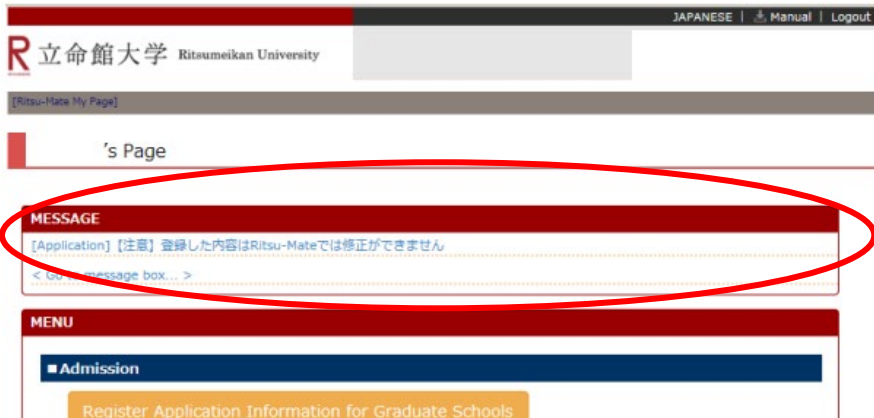 JAPANESE | Manual | Logout
R 立命館大学 Ritsumeikan University
[Ritsu-Mate My Page]
's Page
MESSAGE
[Application]【注意】登録した内容はRitsu-Mateでは修正ができません
< Go to message box... >
MENU
■Admission
Register Application Information for Graduate Schools